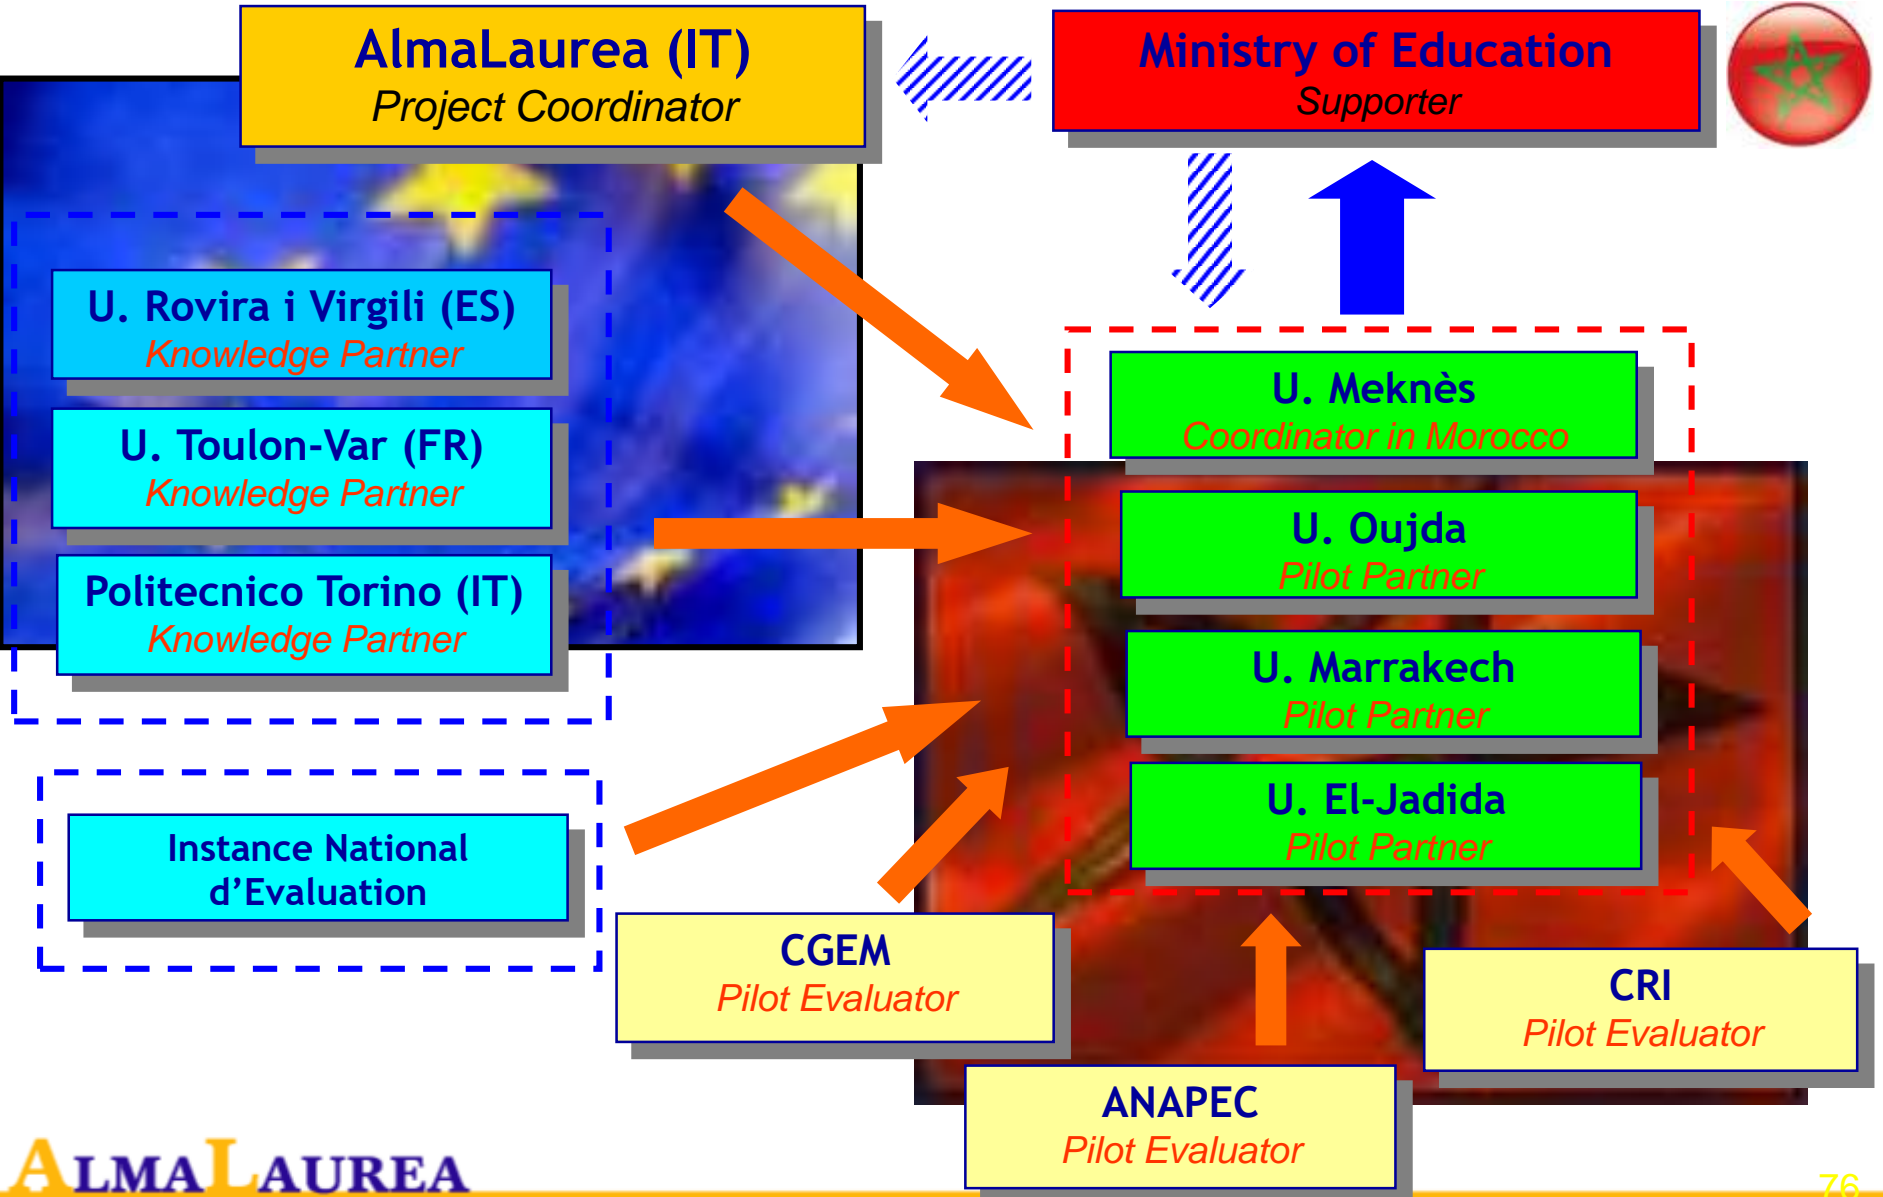 AlmaLaurea (IT)
Project Coordinator
Ministry of Education
Supporter
U. Rovira i Virgili (ES)
Knowledge Partner
U. Toulon-Var (FR)
Knowledge Partner
Politecnico Torino (IT)
Knowledge Partner
Instance National
d’Evaluation
U. Meknès
Coordinator in Morocco
U. Oujda
Pilot Partner
U. Marrakech
Pilot Partner
U. El-Jadida
Pilot Partner
CGEM
Pilot Evaluator
ANAPEC
Pilot Evaluator
CRI
Pilot Evaluator
ALMALAUREA
76